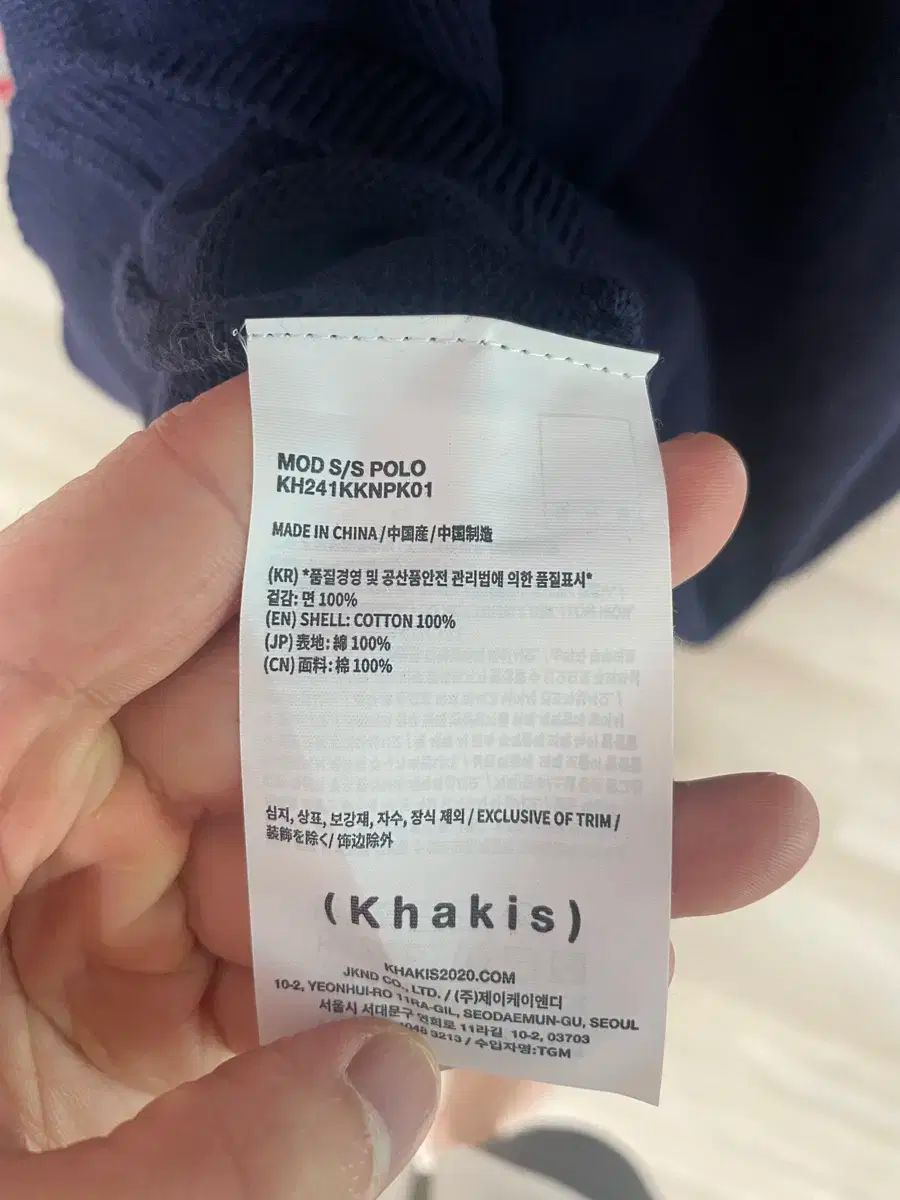 MOD S/S POLO
KH241KKNPK01
MADE IN CHINA/中国産/中国制造
(KR) *품질경영 및 공산품안전 관리법에 의한 품질표시*
겉감: 면 100%
(EN) SHELL: COTTON 100%
(JP) 表地: 綿 100%
(CN) 面料: 棉 100%
심지, 상표, 보강재, 자수, 장식 제외 / EXCLUSIVE OF TRIM /
装飾を除く/ 饰边除外
(Khakis)
KHAKIS2020.COM
JKND CO., LTD. / (주)제이케이앤디
10-2, YEONHUI-RO 11RA-GIL, SEODAEMUN-GU, SEOUL
서울시 서대문구 연희로 11라길 10-2, 03703
3213 / 수입자명:TGM